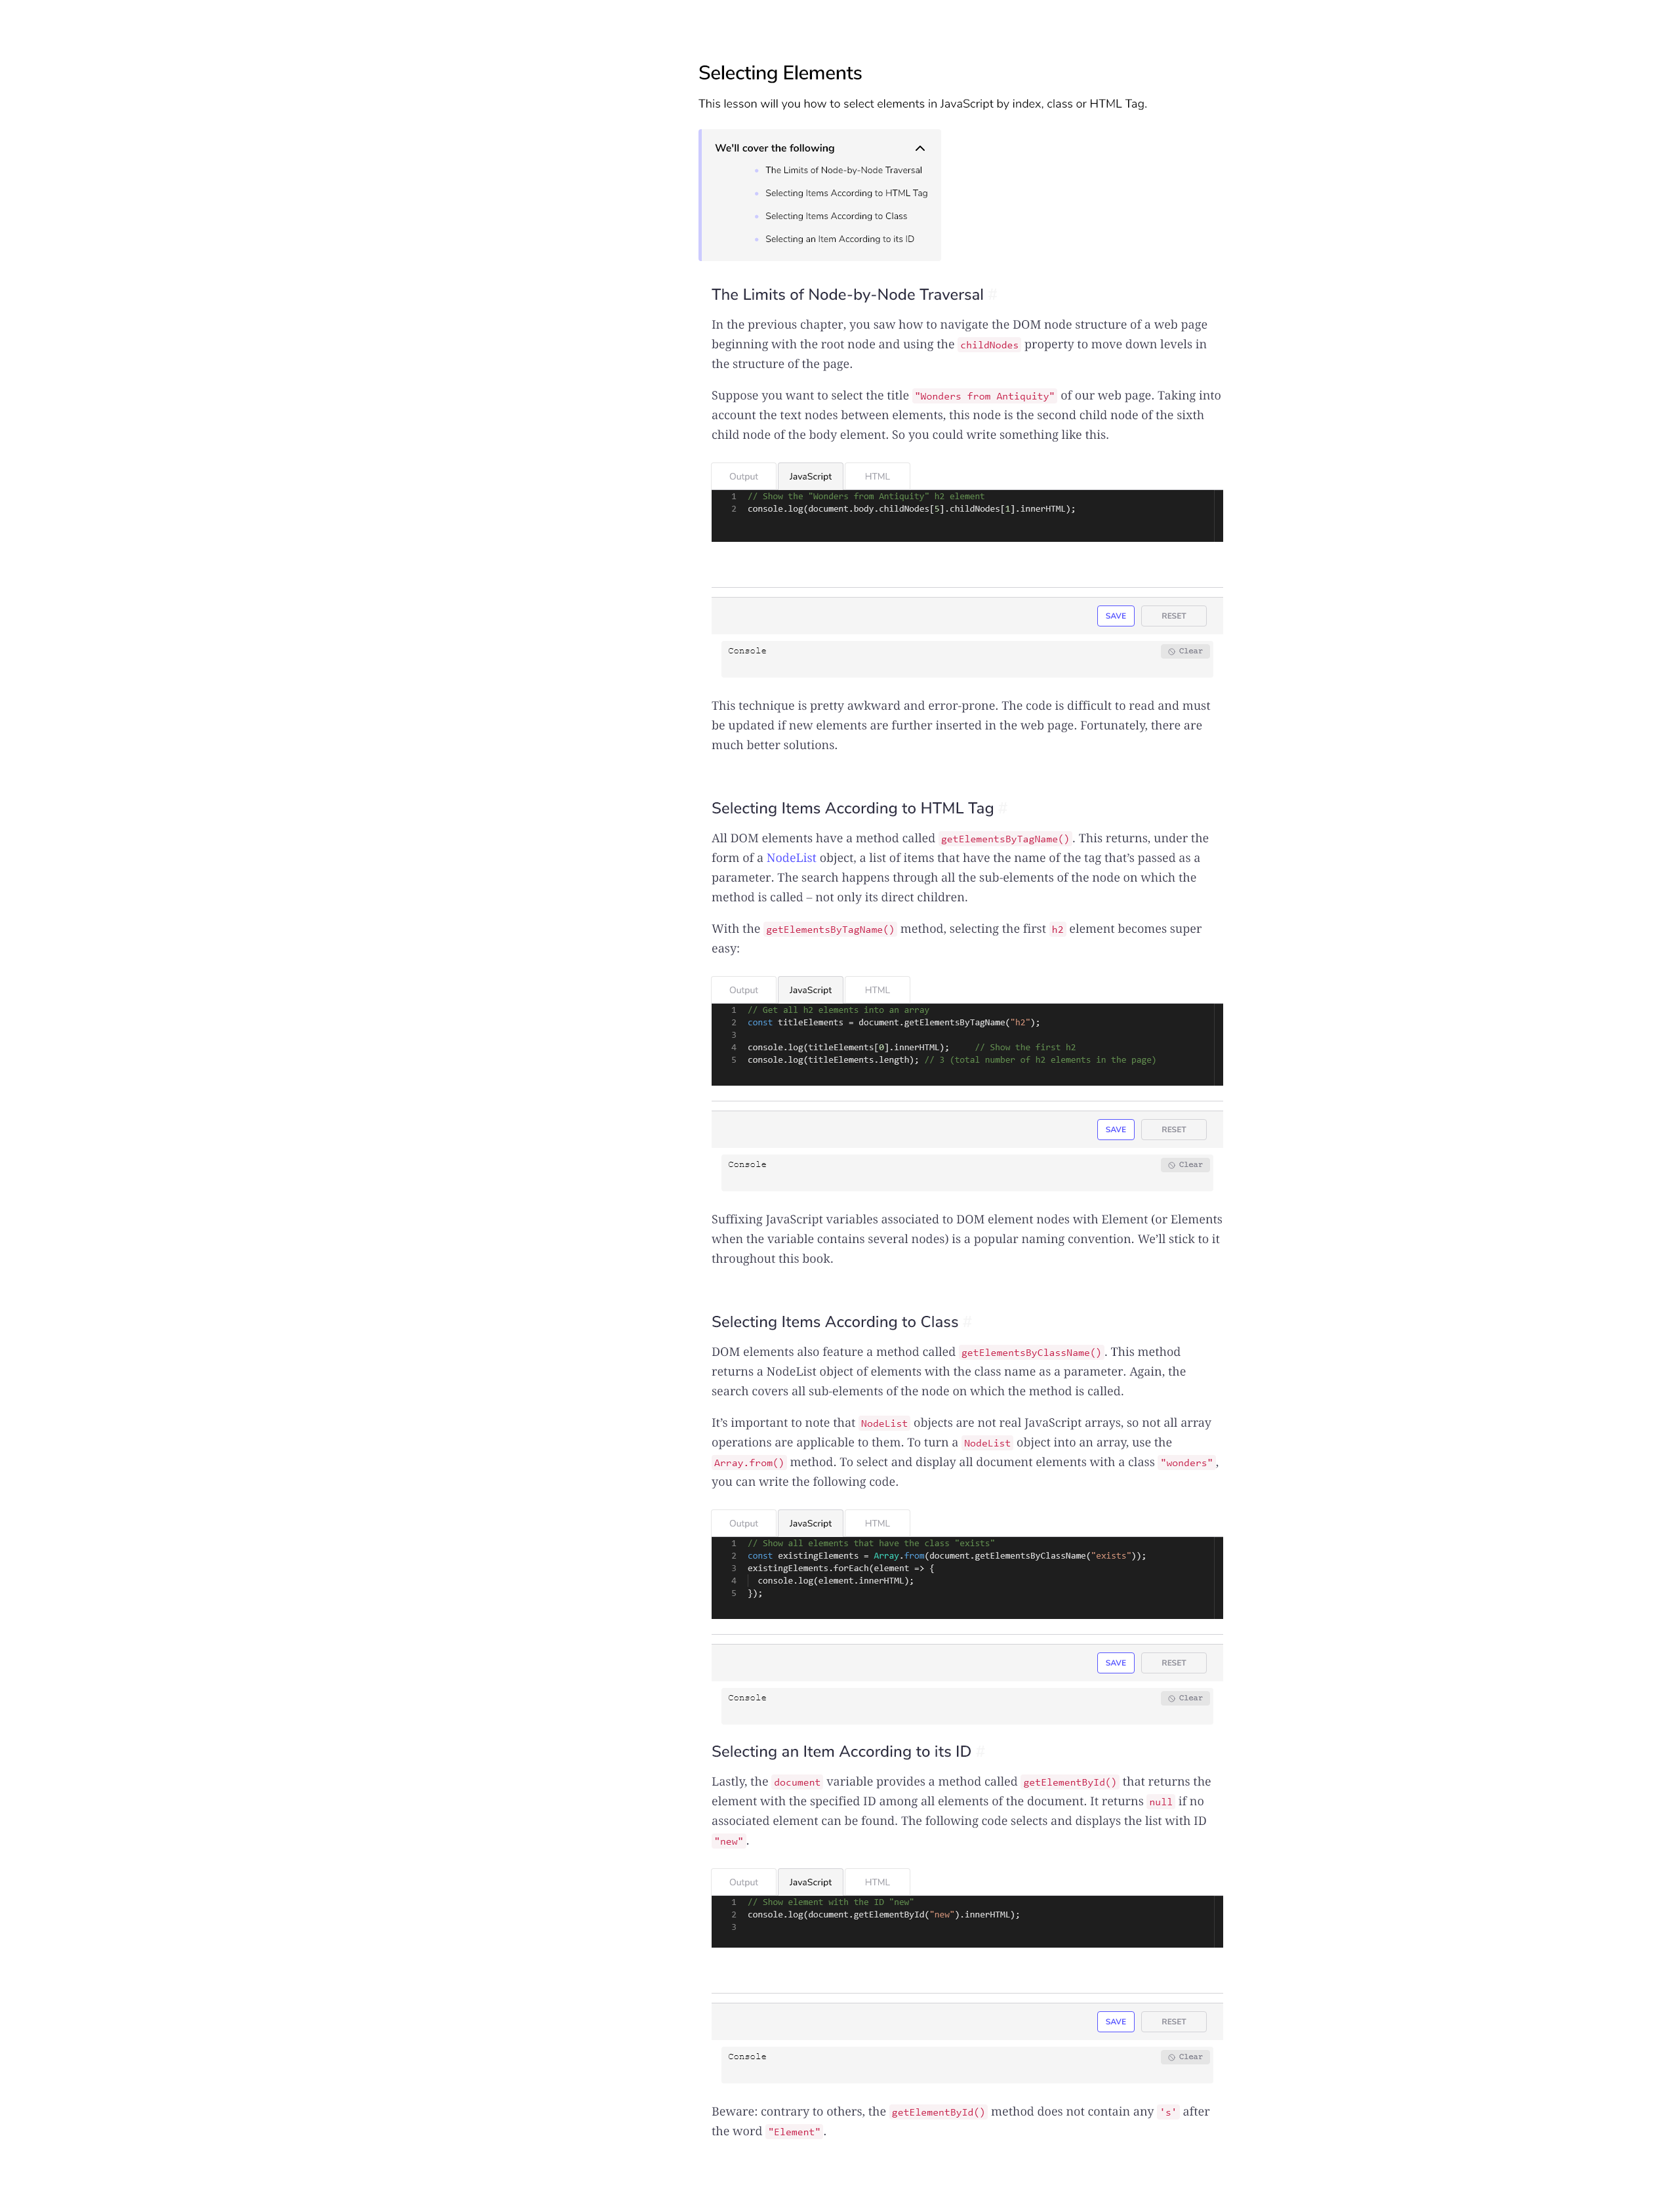 Selecting Elements
This lesson will you how to select elements in JavaScript by index, class or HTML Tag.
We'll cover the following
The Limits of Node-by-Node Traversal
Selecting Items According to HTML Tag
Selecting Items According to Class
Selecting an Item According to its ID
The Limits of Node-by-Node Traversal #
In the previous chapter, you saw how to navigate the DOM node structure of a web page
beginning with the root node and using the childNodes property to move down levels in
the structure of the page.
Suppose you want to select the title "Wonders from Antiquity" of our web page. Taking into
account the text nodes between elements, this node is the second child node of the sixth
child node of the body element. So you could write something like this.
Output JavaScript HTML
1 // Show the "Wonders from Antiquity" h2 element
2 console.log(document.body.childNodes[5].childNodes[1].innerHTML);
SAVE RESET
Console Clear
This technique is pretty awkward and error-prone. The code is difficult to read and must
be updated if new elements are further inserted in the web page. Fortunately, there are
much better solutions.
Selecting Items According to HTML Tag #
All DOM elements have a method called getElementsByTagName(). This returns, under the
form of a NodeList object, a list of items that have the name of the tag that’s passed as a
parameter. The search happens through all the sub-elements of the node on which the
method is called – not only its direct children.
With the getElementsByTagName() method, selecting the first h2 element becomes super
easy:
Output JavaScript HTML
1 // Get all h2 elements into an array
2 const titleElements = document.getElementsByTagName("h2");
3
4 console.log(titleElements[0].innerHTML);     // Show the first h2
5 console.log(titleElements.length); // 3 (total number of h2 elements in the page)
SAVE RESET
Console Clear
Suffixing JavaScript variables associated to DOM element nodes with Element (or Elements
when the variable contains several nodes) is a popular naming convention. We’ll stick to it
throughout this book.
Selecting Items According to Class #
DOM elements also feature a method called getElementsByClassName(). This method
returns a NodeList object of elements with the class name as a parameter. Again, the
search covers all sub-elements of the node on which the method is called.
It’s important to note that NodeList objects are not real JavaScript arrays, so not all array
operations are applicable to them. To turn a NodeList object into an array, use the
Array.from() method. To select and display all document elements with a class "wonders",
you can write the following code.
Output JavaScript HTML
1 // Show all elements that have the class "exists"
2 const existingElements = Array.from(document.getElementsByClassName("exists"));
3 existingElements.forEach(element => {
4   console.log(element.innerHTML);
5 });
SAVE RESET
Console Clear
Selecting an Item According to its ID #
Lastly, the document variable provides a method called getElementById() that returns the
element with the specified ID among all elements of the document. It returns null if no
associated element can be found. The following code selects and displays the list with ID
"new".
Output JavaScript HTML
1 // Show element with the ID "new"
2 console.log(document.getElementById("new").innerHTML);
3
SAVE RESET
Console Clear
Beware: contrary to others, the getElementById() method does not contain any 's' after
the word "Element".